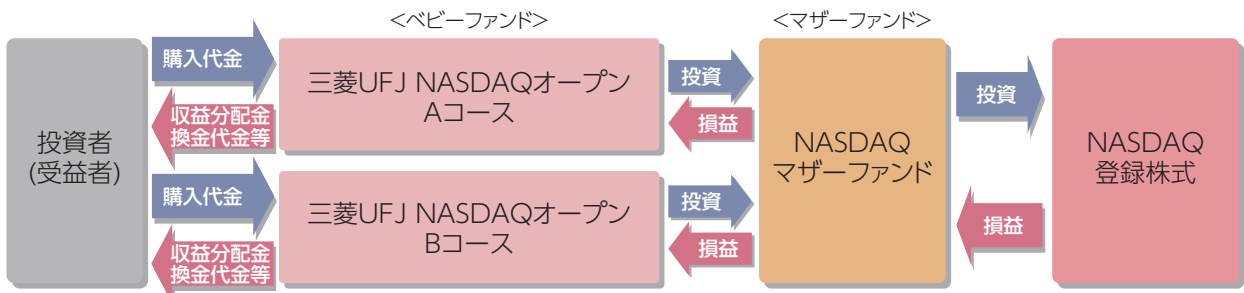 <ベビーファンド>
<マザーファンド>
投資者
(受益者)
購入代金
収益分配金
換金代金等
三菱UFJ NASDAQオープン
Aコース
投資
損益
購入代金
収益分配金
換金代金等
三菱UFJ NASDAQオープン
Bコース
投資
損益
NASDAQ
マザーファンド
投資
損益
NASDAQ
登録株式